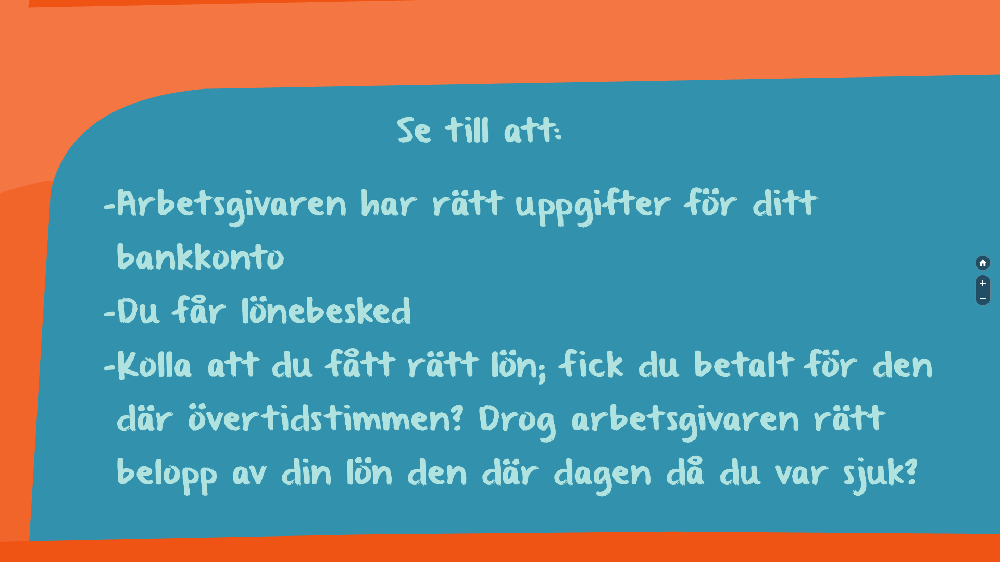 Se till att:
-Arbetsgivaren har rätt uppgifter för ditt
bankkonto
-Du får lönebesked
-Kolla att du fått rätt lön; fick du betalt för den
där övertidstimmen? Drog arbetsgivaren rätt
belopp av din lön den där dagen då du var sjuk?